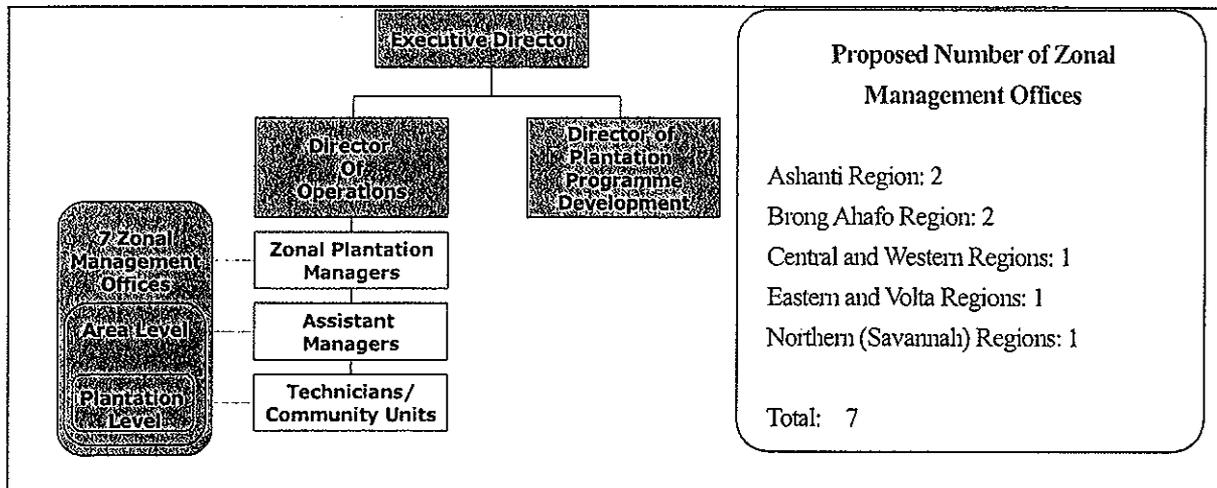 Executive Director
Director
Of
Operations
Director of
Plantation
Programme
Development
7 Zonal
Management
Offices
Zonal Plantation
Managers
Area Level
Assistant
Managers
Plantation
Level
Technicians/
Community Units
Proposed Number of Zonal
Management Offices
Ashanti Region: 2
Brong Ahafo Region: 2
Central and Western Regions: 1
Eastern and Volta Regions: 1
Northern (Savannah) Regions: 1
Total: 7